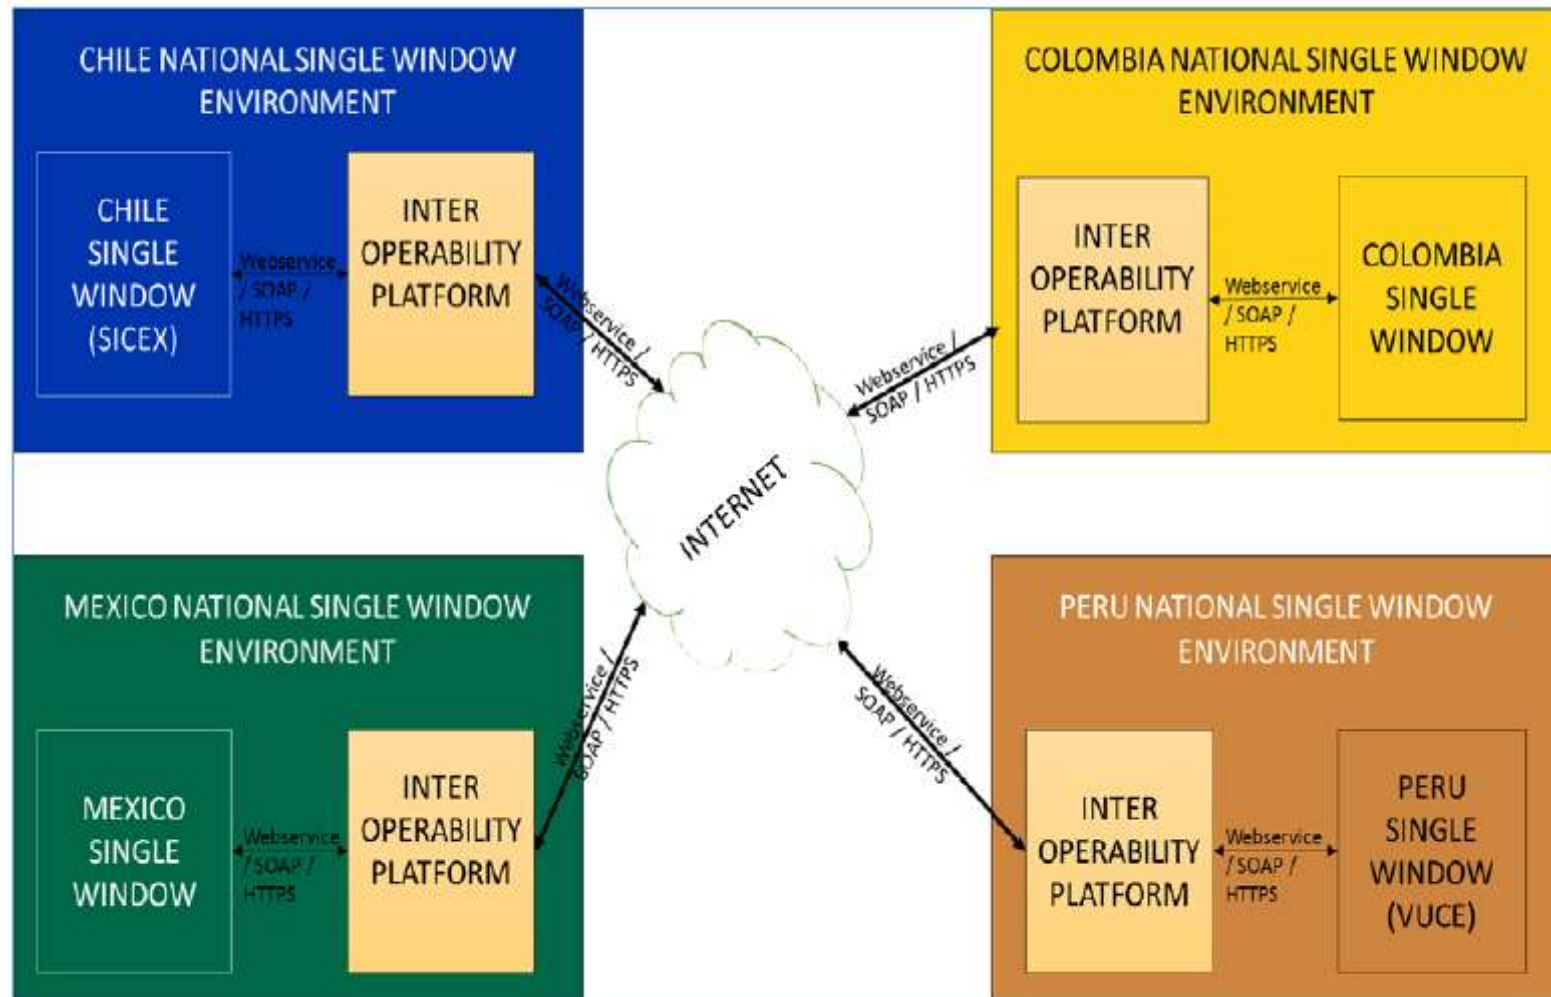 CHILE NATIONAL SINGLE WINDOW
ENVIRONMENT
CHILE
SINGLE
WINDOW
(SICEX)
Webservice
/ SOAP /
HTTPS
INTER
OPERABILITY
PLATFORM
Webservice /
SOAP / HTTPS
COLOMBIA NATIONAL SINGLE WINDOW
ENVIRONMENT
INTER
OPERABILITY
PLATFORM
Webservice
/ SOAP /
HTTPS
COLOMBIA
SINGLE
WINDOW
Webservice /
SOAP / HTTPS
INTERNET
MEXICO NATIONAL SINGLE WINDOW
ENVIRONMENT
MEXICO
SINGLE
WINDOW
Webservice
/ SOAP /
HTTPS
INTER
OPERABILITY
PLATFORM
Webservice /
SOAP / HTTPS
PERU NATIONAL SINGLE WINDOW
ENVIRONMENT
Webservice /
SOAP / HTTPS
INTER
OPERABILITY
PLATFORM
Webservice
/ SOAP /
HTTPS
PERU
SINGLE
WINDOW
(VUCE)